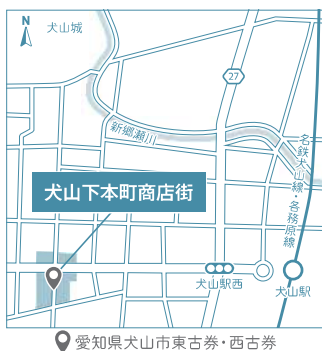 N
犬山城
27
新郷瀬川
名鉄犬山線・各務原線
犬山下本町商店街
犬山駅西
犬山駅
愛知県犬山市東古券・西古券